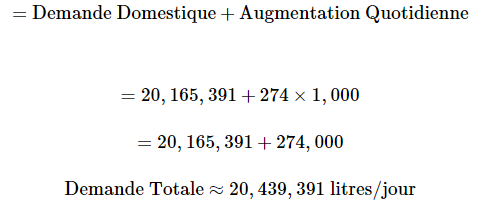 = Demande Domestique + Augmentation Quotidienne
= 20, 165, 391 + 274 × 1, 000
= 20, 165, 391 + 274, 000
Demande Totale ≈ 20, 439, 391 litres/jour